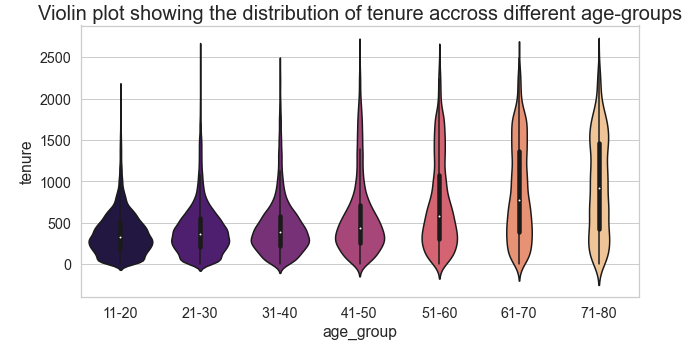 Violin plot showing the distribution of tenure accross different age-groups
2500
2000
1500
1000
500
0
tenure
11-20 21-30 31-40 41-50 51-60 61-70 71-80
age_group